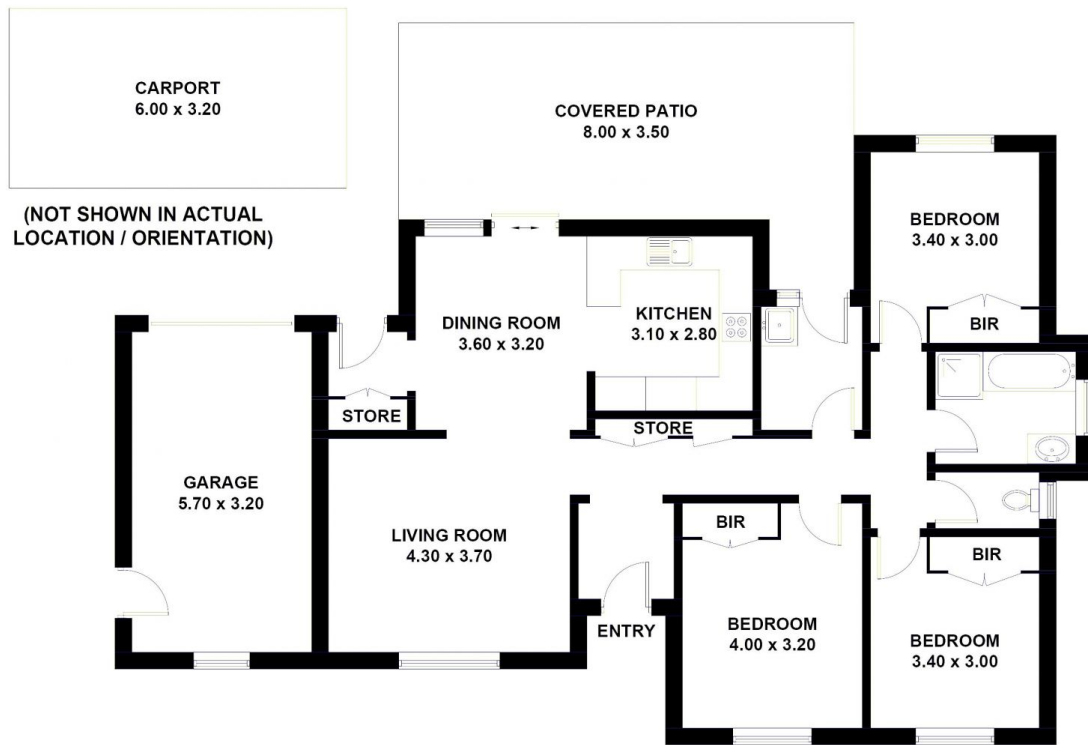 CARPORT
6.00 x 3.20
(NOT SHOWN IN ACTUAL
LOCATION / ORIENTATION)
COVERED PATIO
8.00 x 3.50
BEDROOM
3.40 x 3.00
BIR
DINING ROOM
3.60 x 3.20
KITCHEN
3.10 x 2.80
STORE
STORE
GARAGE
5.70 x 3.20
LIVING ROOM
4.30 x 3.70
BIR
BIR
ENTRY
BEDROOM
4.00 x 3.20
BEDROOM
3.40 x 3.00